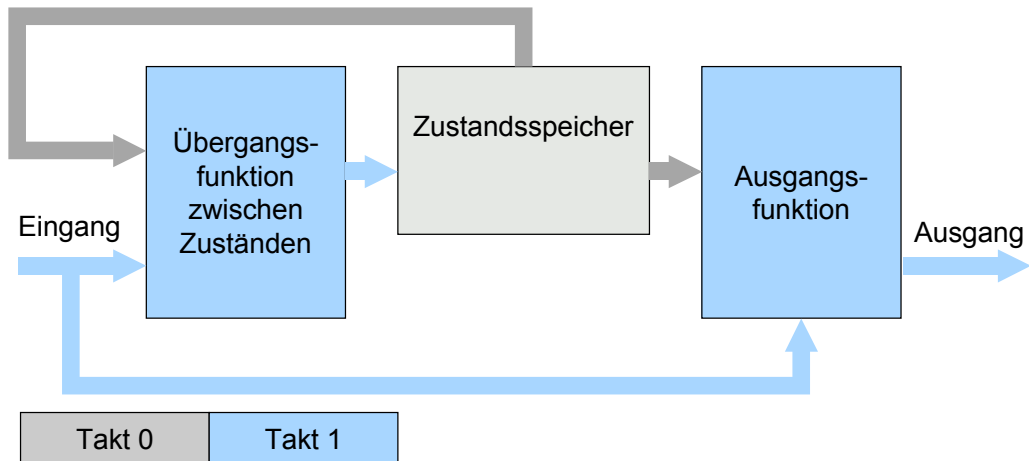 Übergangs-
funktion
zwischen
Zuständen
Zustandsspeicher
Ausgangs-
funktion
Eingang
Ausgang
Takt 0
Takt 1